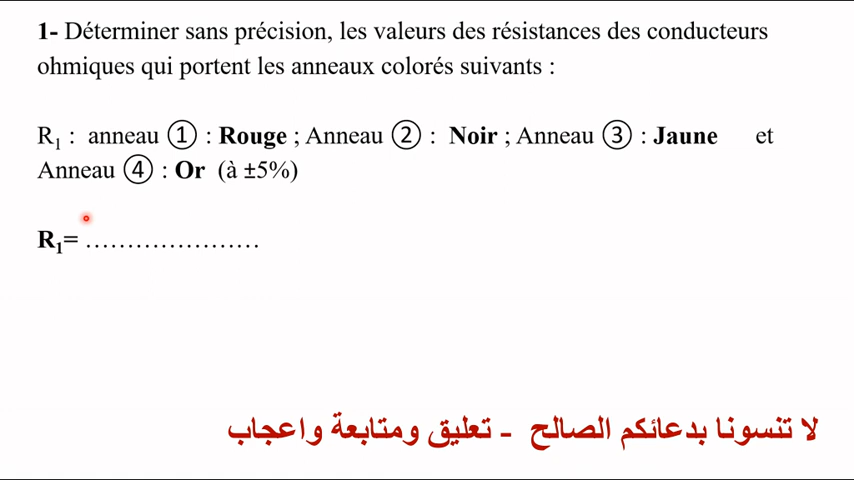 1- Déterminer sans précision, les valeurs des résistances des conducteurs
ohmiques qui portent les anneaux colorés suivants :
R₁ : anneau ① : Rouge ; Anneau ② : Noir ; Anneau ③ : Jaune et
Anneau ④ : Or (à ±5%)
R₁= …………………
لا تنسونا بدعائكم الصالح - تعليق ومتابعة واعجاب